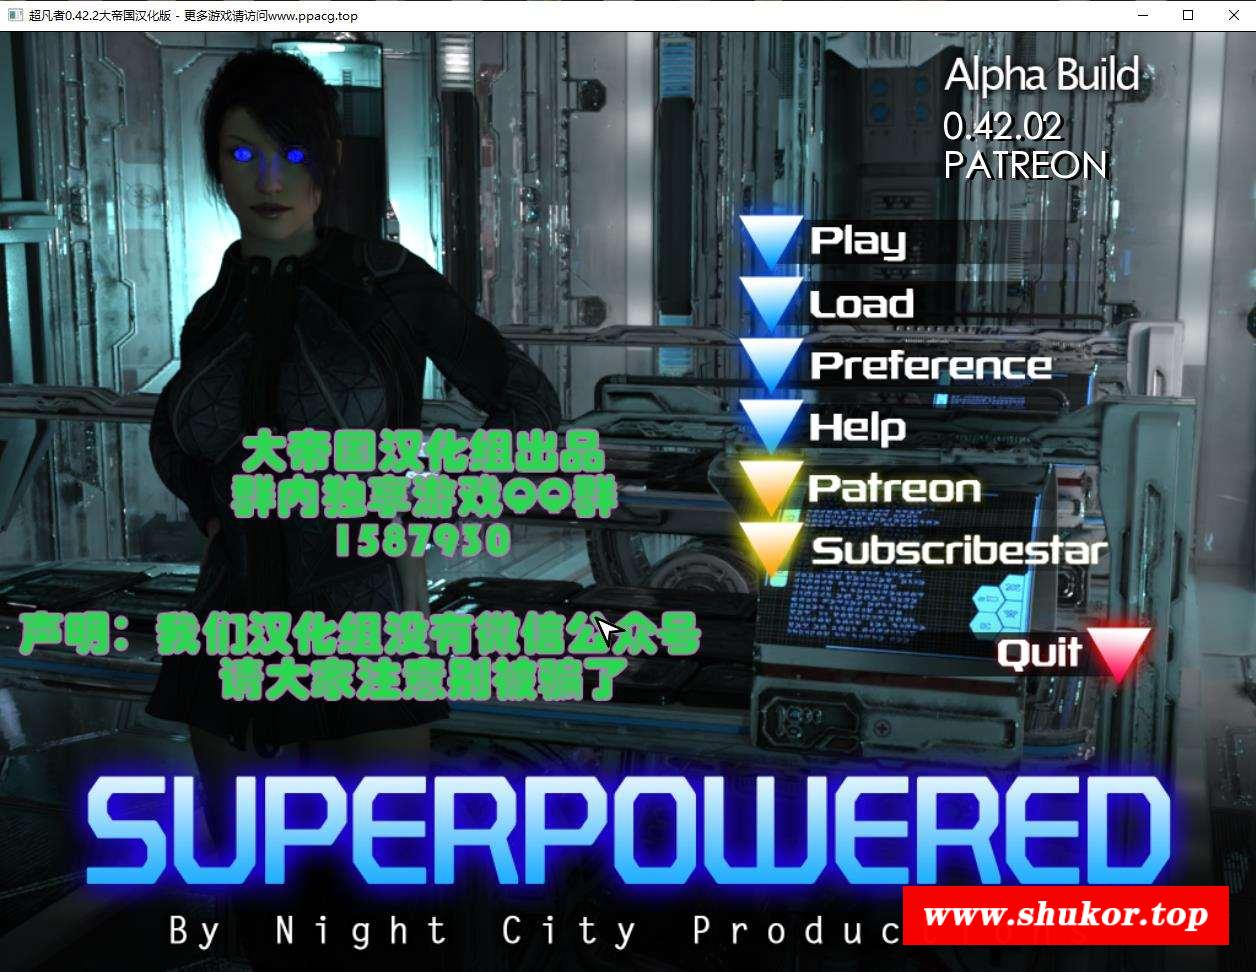 超凡者0.42.2大帝国汉化版 - 更多游戏请访问www.ppacg.top
Alpha Build
0.42.02
PATREON
Play
Load
Preference
Help
Patreon
Subscribestar
Quit
大帝国汉化组出品
群内独享游戏QQ群
1587930
声明：我们汉化组没有微信公众号
请大家注意别被骗了
SUPERPOWERED
By Night City
www.shukor.top